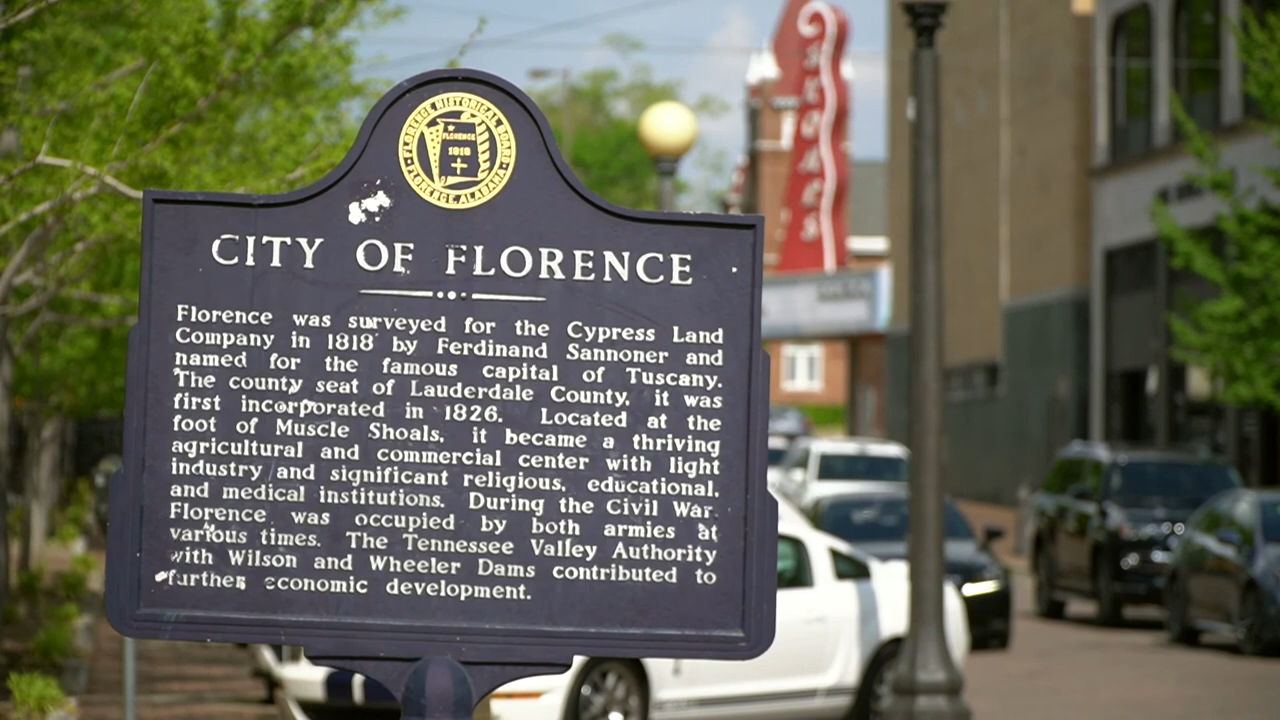 FLORENCE HISTORICAL BOARD
FLORENCE
1818
FLORENCE, ALABAMA
CITY OF FLORENCE
Florence was surveyed for the Cypress Land
Company in 1818 by Ferdinand Sannoner and
named for the famous capital of Tuscany.
The county seat of Lauderdale County, it was
first incorporated in 1826. Located at the
foot of Muscle Shoals, it became a thriving
agricultural and commercial center with light
industry and significant religious, educational,
and medical institutions. During the Civil War
Florence was occupied by both armies at
various times. The Tennessee Valley Authority
with Wilson and Wheeler Dams contributed to
further economic development.
SHOALS